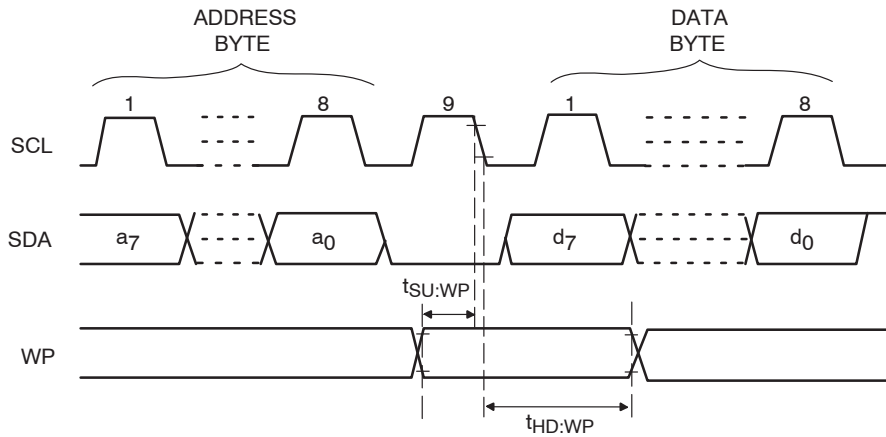 ADDRESS
BYTE
DATA
BYTE
1 8 9 1 8
SCL
SDA a7 a0 d7 d0
tSU:WP
WP
tHD:WP